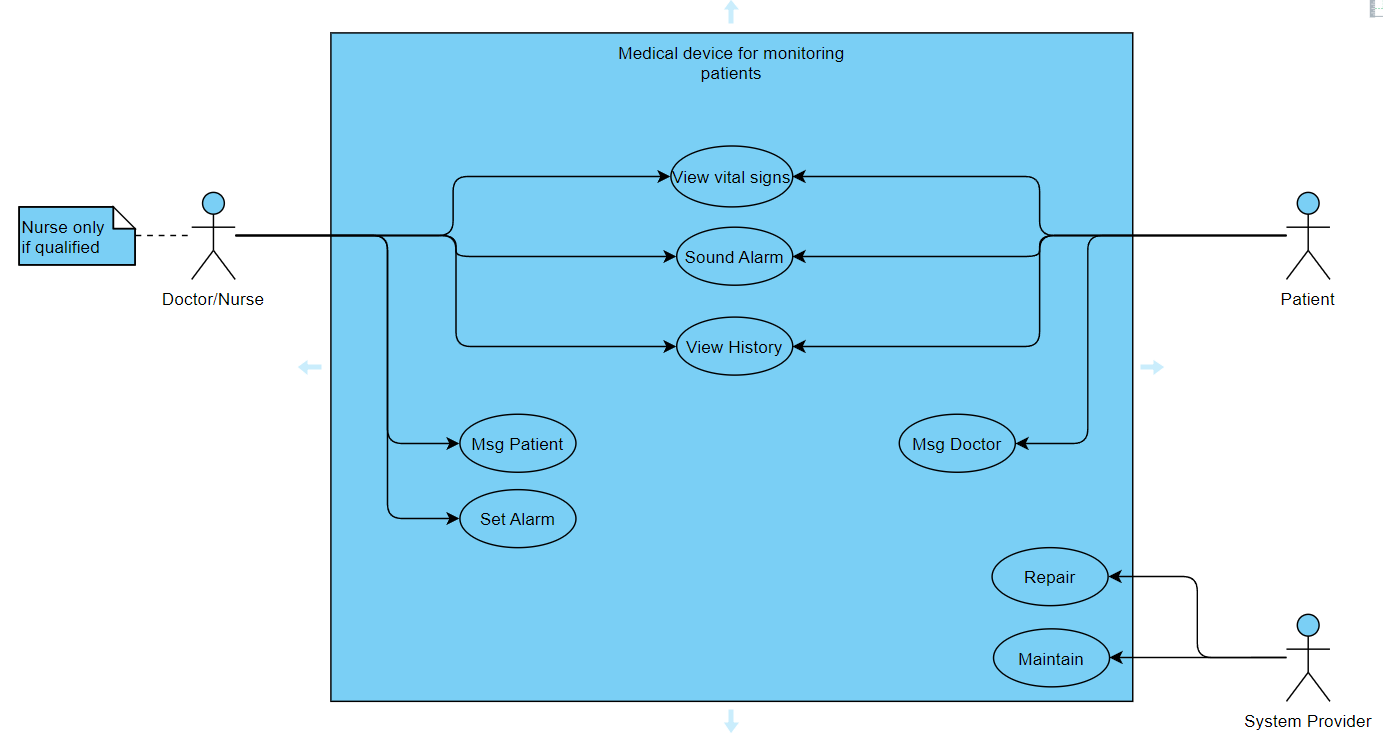 Medical device for monitoring
patients
View vital signs
Nurse only
if qualified
Sound Alarm
Doctor/Nurse
Patient
View History
Msg Patient
Msg Doctor
Set Alarm
Repair
Maintain
System Provider